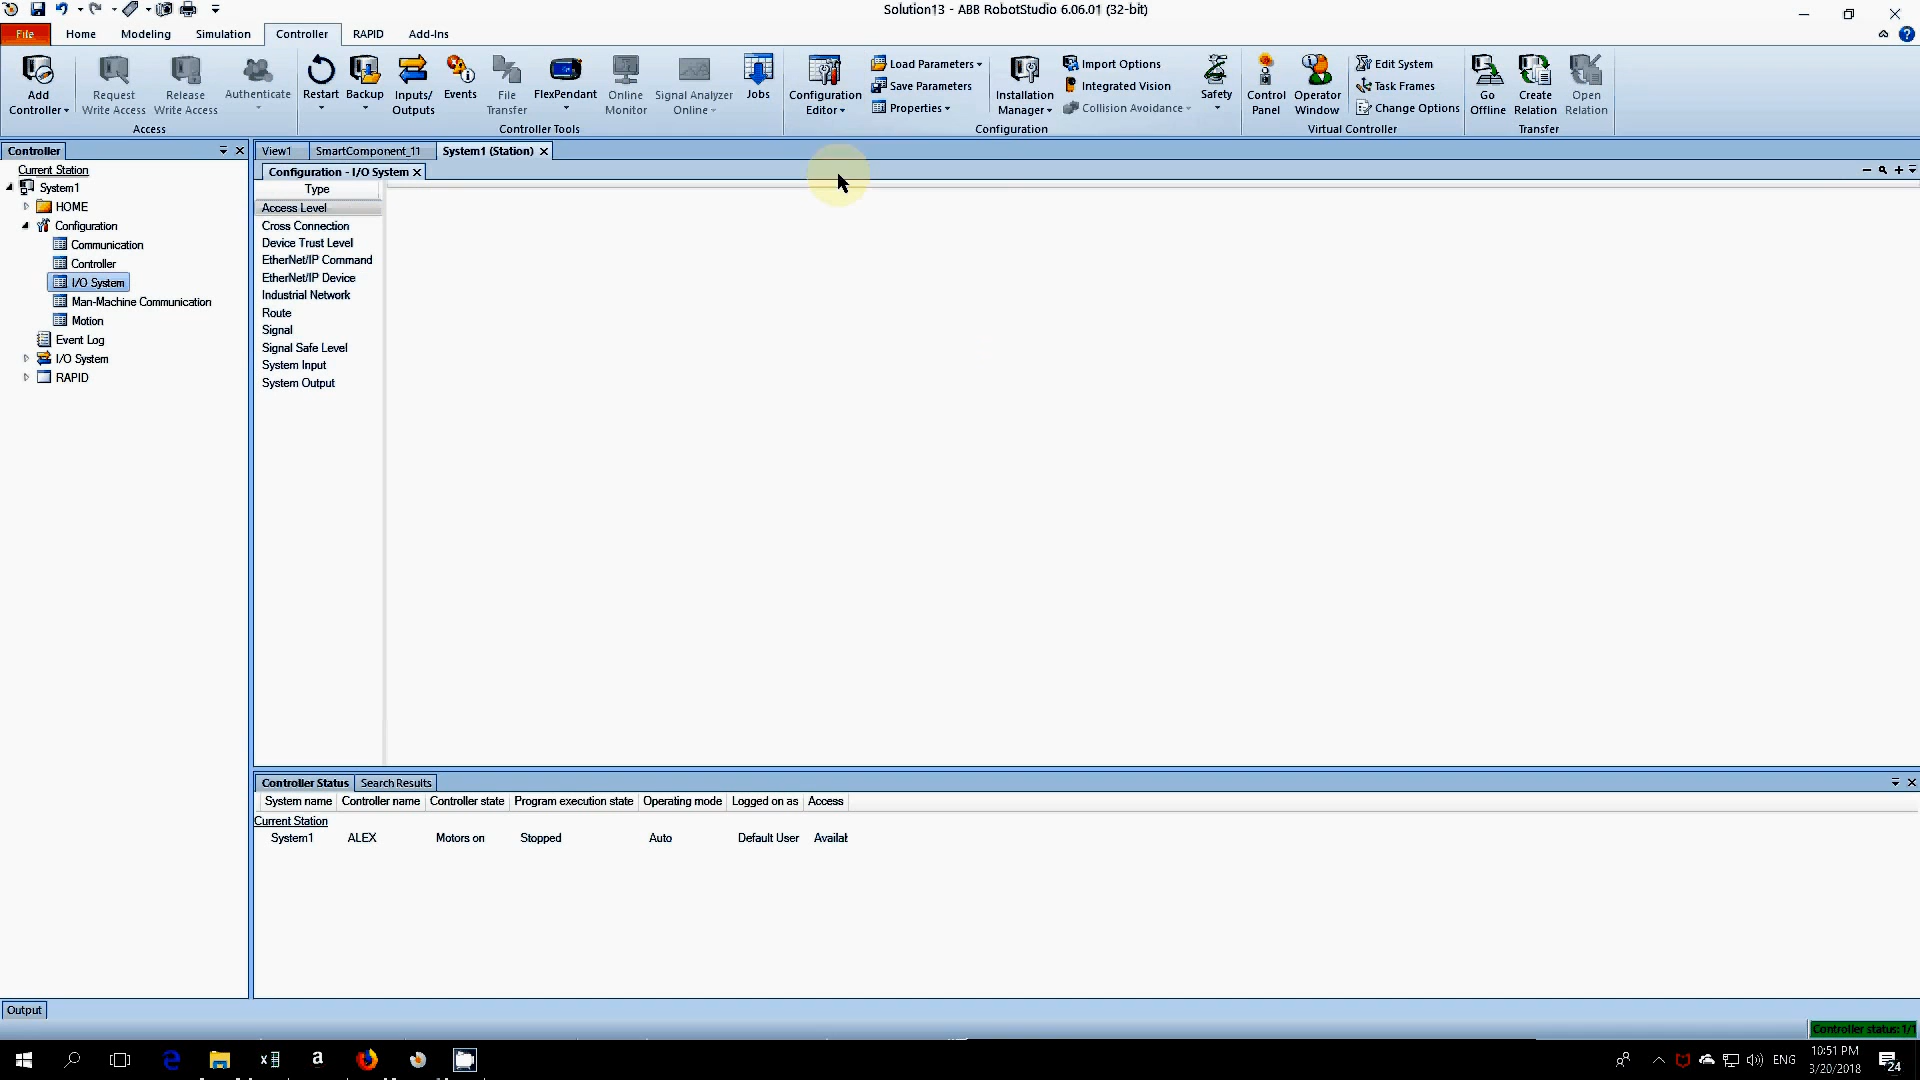 Solution13 - ABB RobotStudio 6.06.01 (32-bit)
File Home Modeling Simulation Controller RAPID Add-Ins
Add Controller
Request Write Access
Release Write Access
Authenticate
Access
Restart
Backup
Inputs/ Outputs
Events
File Transfer
FlexPendant
Online Monitor
Signal Analyzer Online
Jobs
Controller Tools
Configuration Editor
Load Parameters
Save Parameters
Properties
Installation Manager
Import Options
Integrated Vision
Collision Avoidance
Safety
Configuration
Control Panel
Operator Window
Edit System
Task Frames
Change Options
Virtual Controller
Go Offline
Create Relation
Open Relation
Transfer
Controller
Current Station
System1
HOME
Configuration
Communication
Controller
I/O System
Man-Machine Communication
Motion
Event Log
I/O System
RAPID
View1 SmartComponent_11 System1 (Station)
Configuration - I/O System
Type
Access Level
Cross Connection
Device Trust Level
EtherNet/IP Command
EtherNet/IP Device
Industrial Network
Route
Signal
Signal Safe Level
System Input
System Output
Controller Status Search Results
System name Controller name Controller state Program execution state Operating mode Logged on as Access
Current Station
System1 ALEX Motors on Stopped Auto Default User Availat
Output
Controller status: 1/1
ENG
10:51 PM
3/20/2018
24